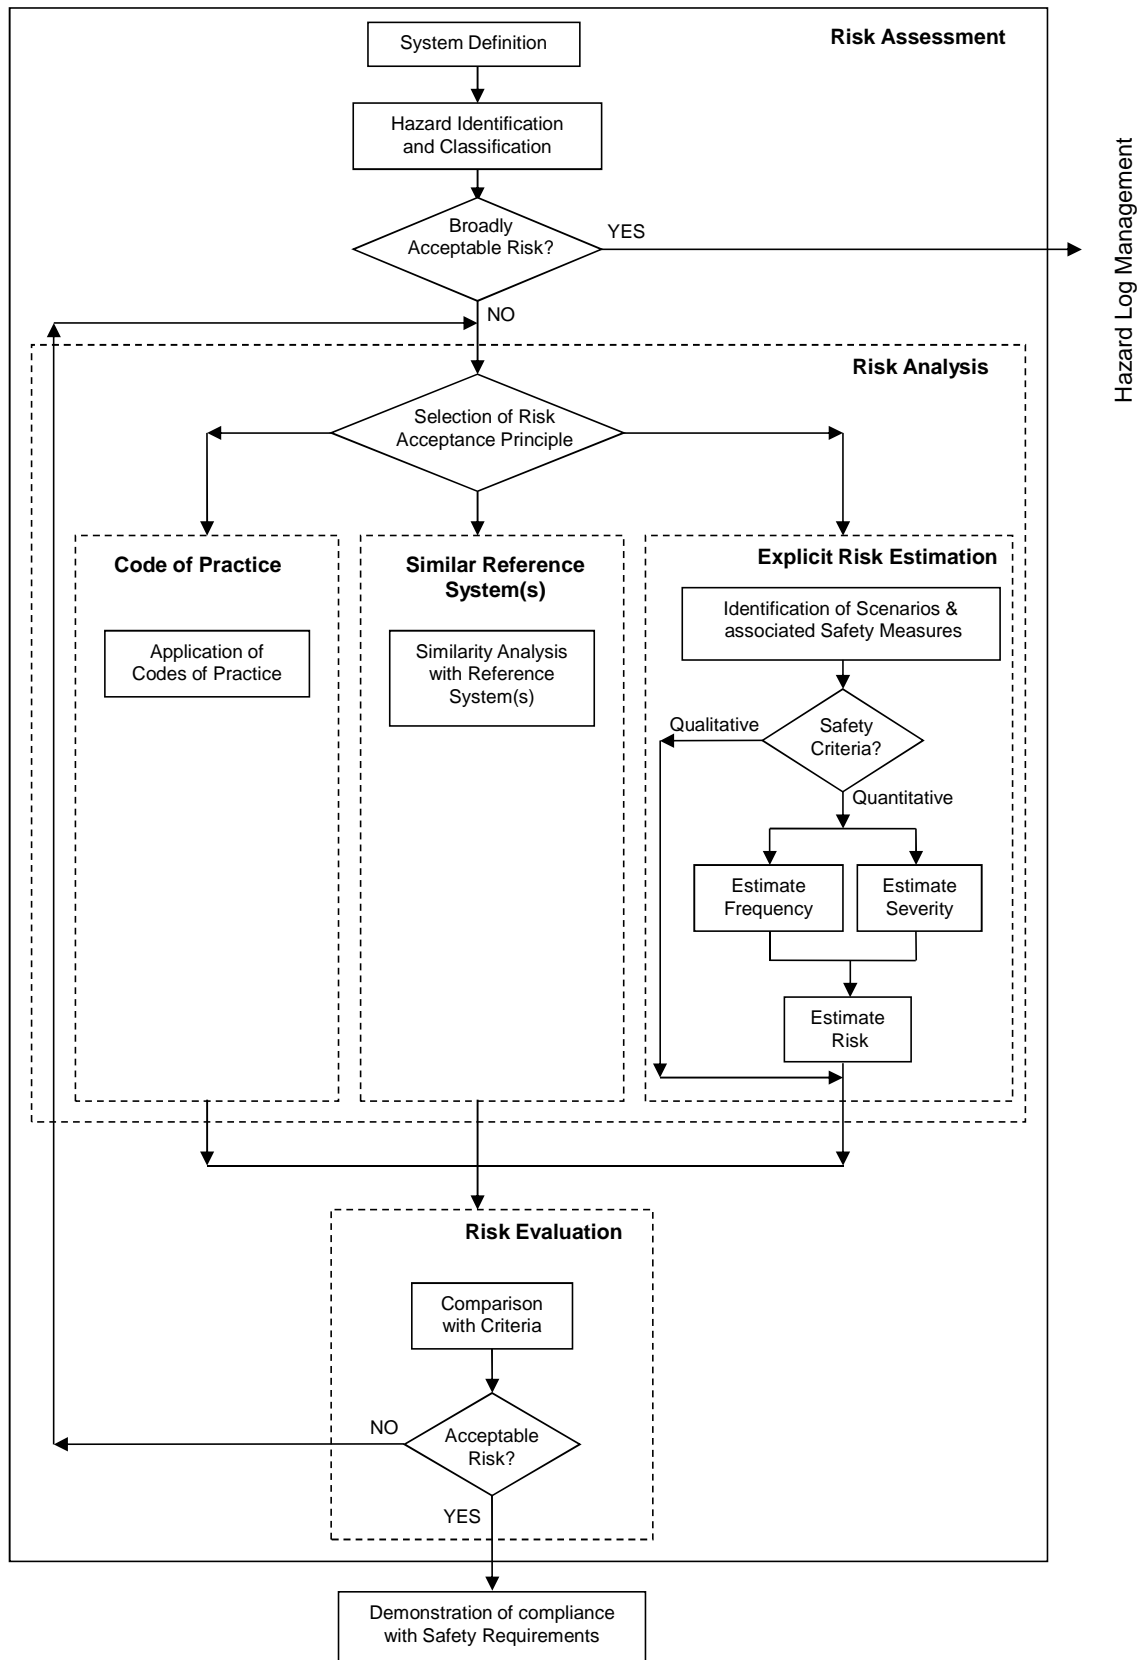 System Definition
Risk Assessment
Hazard Identification
and Classification
Broadly
Acceptable Risk?
YES
Hazard Log Management
NO
Risk Analysis
Selection of Risk
Acceptance Principle
Code of Practice
Application of
Codes of Practice
Similar Reference
System(s)
Similarity Analysis
with Reference
System(s)
Explicit Risk Estimation
Identification of Scenarios &
associated Safety Measures
Qualitative
Safety
Criteria?
Quantitative
Estimate
Frequency
Estimate
Severity
Estimate
Risk
Risk Evaluation
Comparison
with Criteria
NO
Acceptable
Risk?
YES
Demonstration of compliance
with Safety Requirements